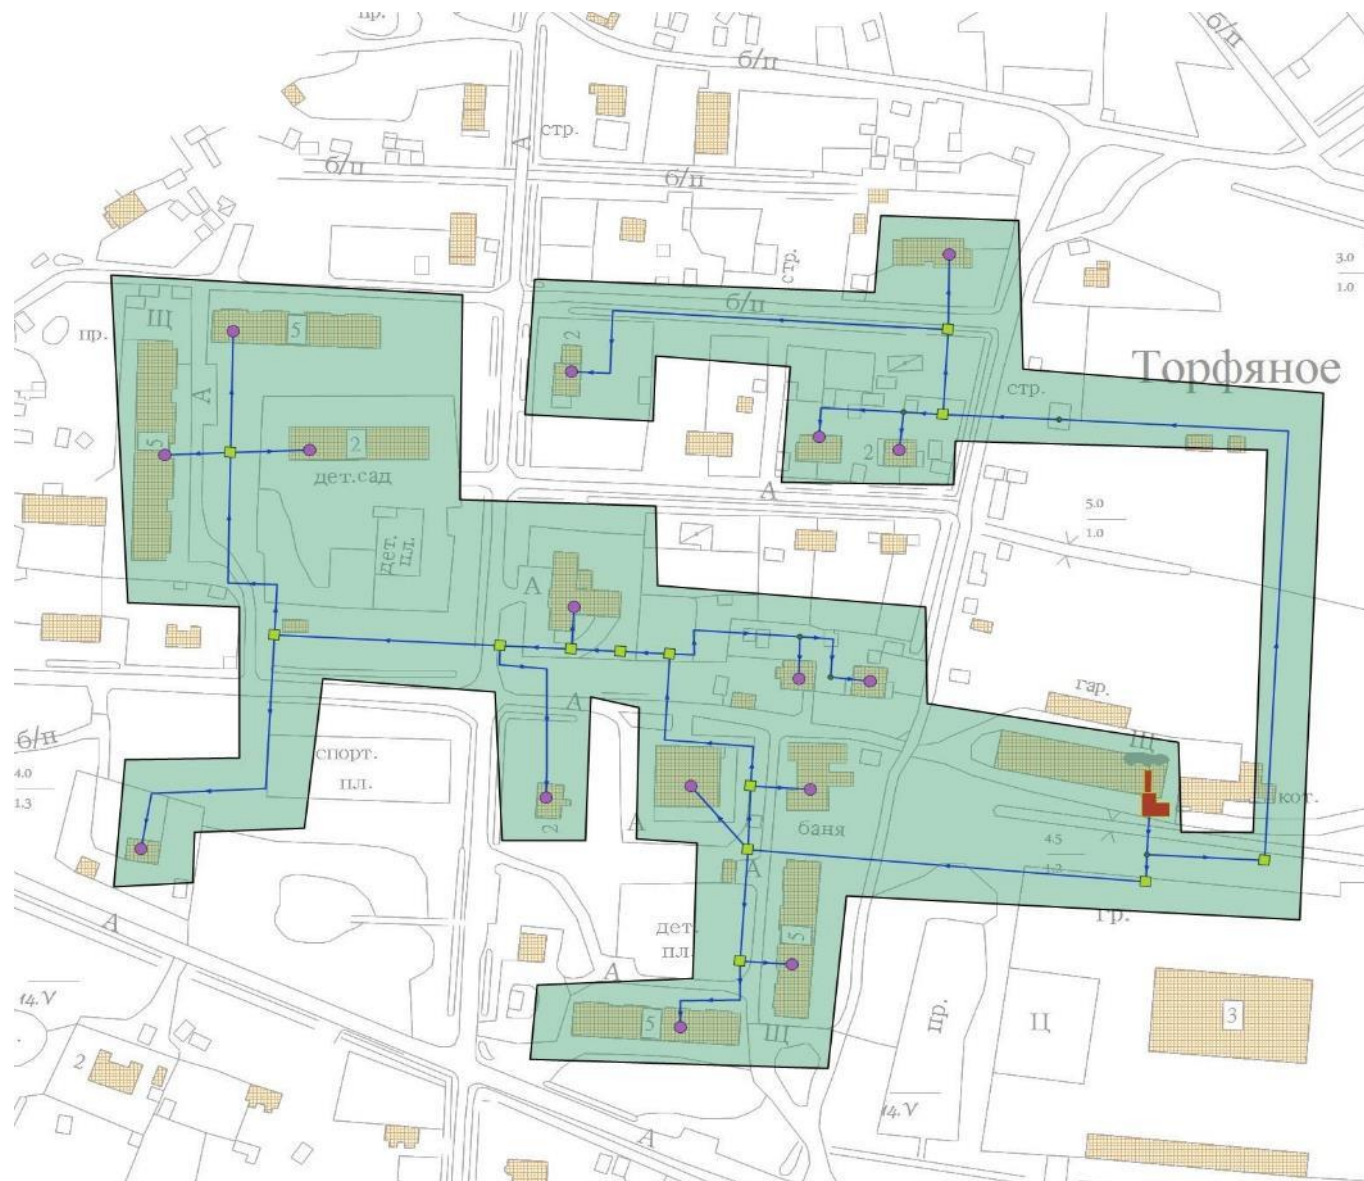 пр.
б/п
б/п
А
стр.
б/п
б/п
стр.
3.0
1.0
Щ
5
б/п
2
Торфяное
пр.
А
стр.
5
2
дет.сад
2
А
5.0
1.0
дет.
пл.
А
А
гар.
б/п
Щ
4.0
1.3
спорт.
пл.
кот.
2
А
баня
4.5
1.2
А
гр.
А
дет.
пл.
5
А
14.V
пр.
5
Щ
Ц
3
2
14.V
А